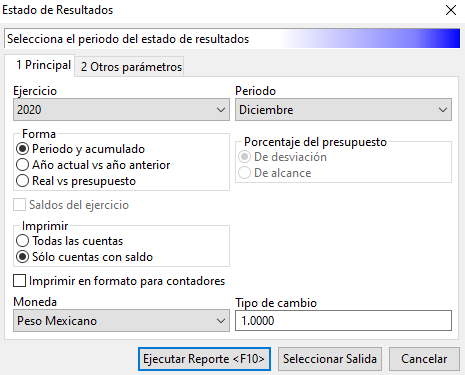 Estado de Resultados
Selecciona el periodo del estado de resultados
1 Principal
2 Otros parámetros
Ejercicio
Periodo
2020
Diciembre
Forma
Periodo y acumulado
Año actual vs año anterior
Real vs presupuesto
Porcentaje del presupuesto
De desviación
De alcance
Saldos del ejercicio
Imprimir
Todas las cuentas
Sólo cuentas con saldo
Imprimir en formato para contadores
Moneda
Tipo de cambio
Peso Mexicano
1.0000
Ejecutar Reporte <F10>
Seleccionar Salida
Cancelar